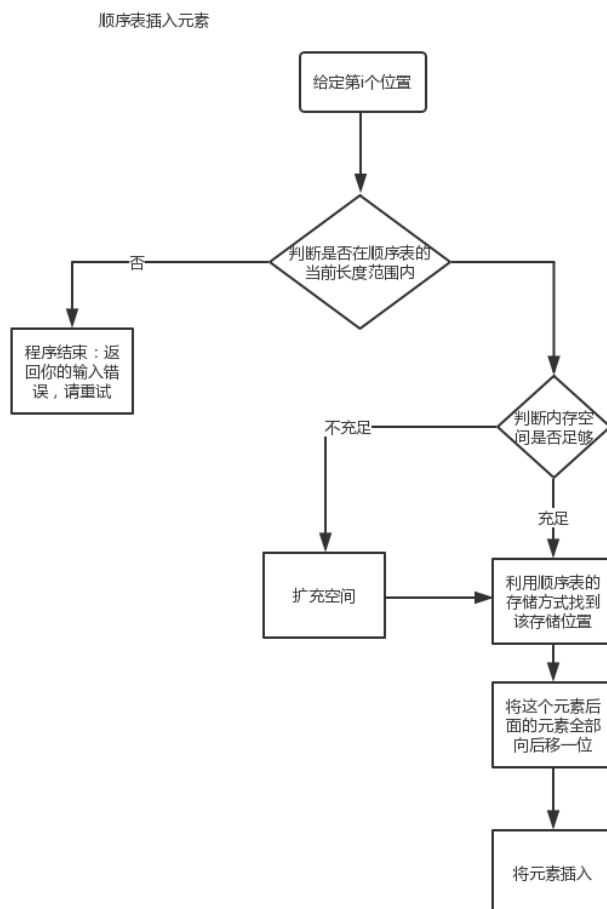 顺序表插入元素
给定第i个位置
判断是否在顺序表的
当前长度范围内
否
程序结束：返
回你的输入错
误，请重试
判断内存空
间是否足够
不充足
充足
扩充空间
利用顺序表的
存储方式找到
该存储位置
将这个元素后
面的元素全部
向后移一位
将元素插入